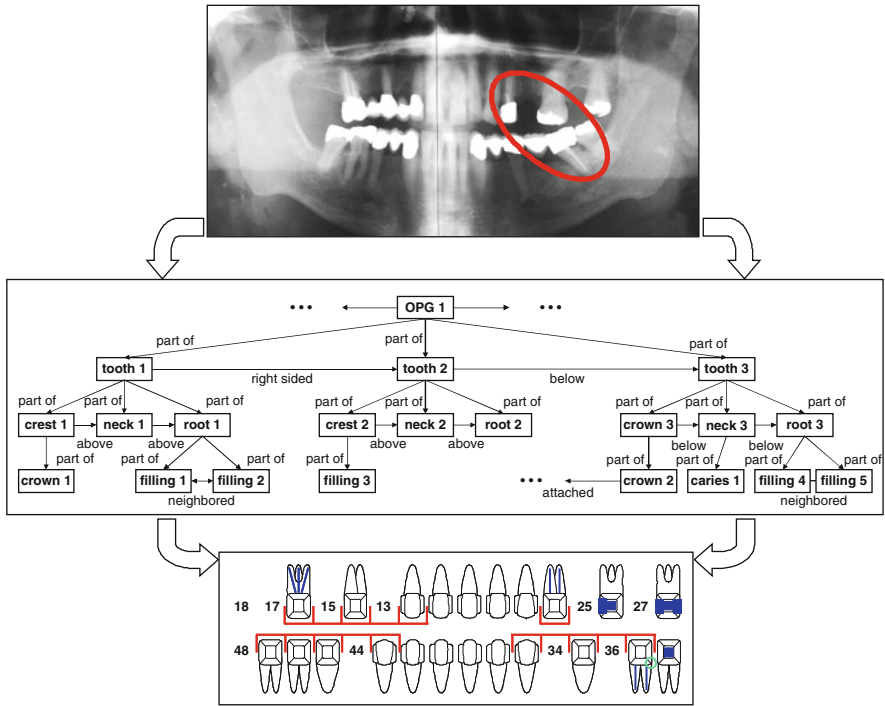 ••• OPG 1 •••
part of part of part of
tooth 1 right sided tooth 2 below tooth 3
part of part of part of part of part of part of part of part of part of
crest 1 neck 1 root 1 crest 2 neck 2 root 2 crown 3 neck 3 root 3
above above above above below below
part of part of part of part of part of part of part of part of
crown 1 filling 1 filling 2 filling 3 ••• attached crown 2 caries 1 filling 4 filling 5
neighbored neighbored
18 17 15 13 25 27
48 44 34 36